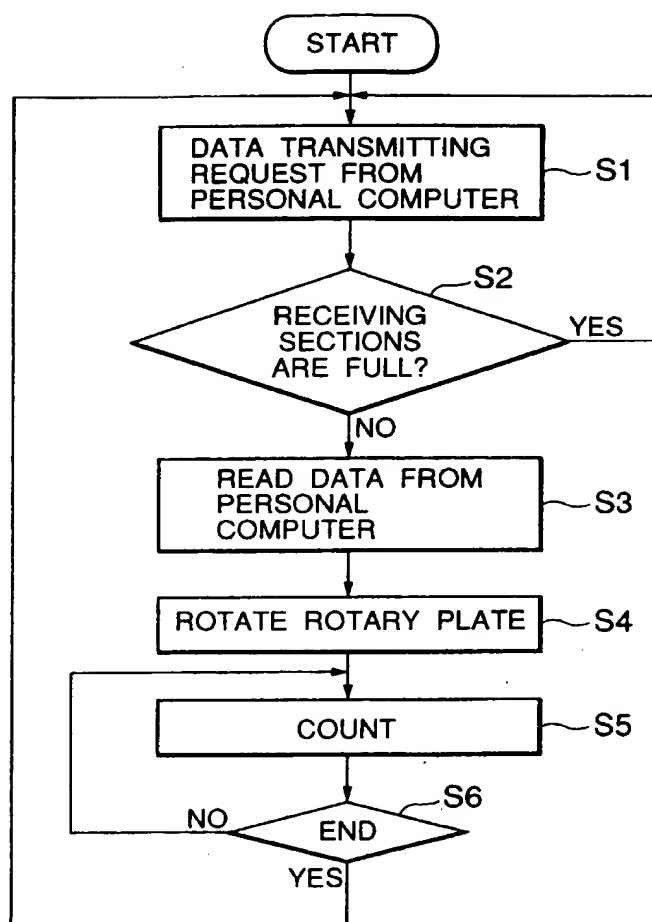 START
DATA TRANSMITTING
REQUEST FROM
PERSONAL COMPUTER
S1
S2
RECEIVING
SECTIONS
ARE FULL?
YES
NO
READ DATA FROM
PERSONAL
COMPUTER
S3
ROTATE ROTARY PLATE
S4
COUNT
S5
S6
NO
END
YES